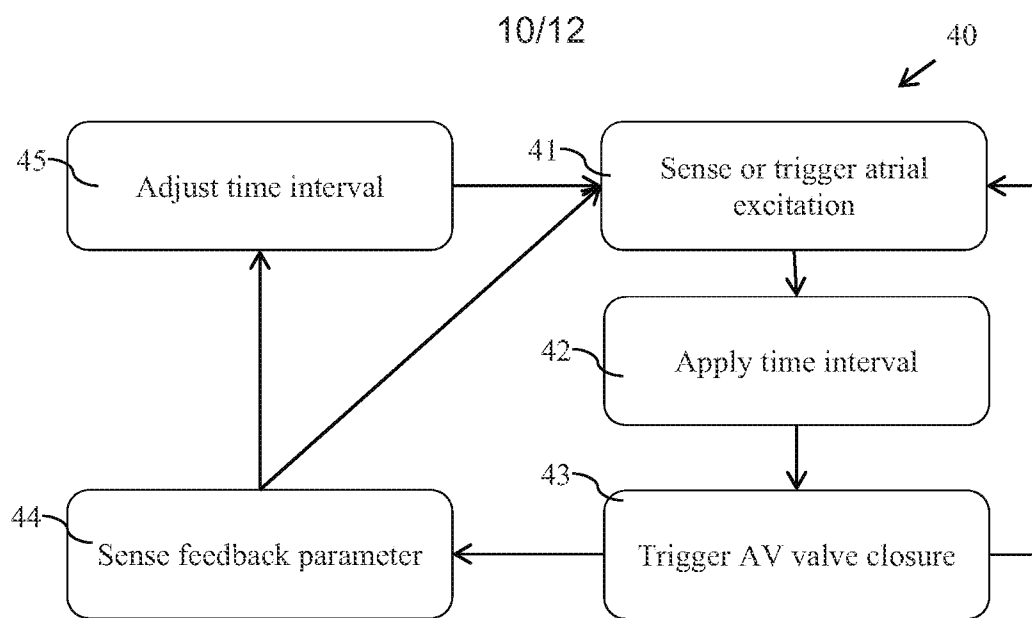 10/12
40
45
Adjust time interval
41
Sense or trigger atrial
excitation
42
Apply time interval
44
Sense feedback parameter
43
Trigger AV valve closure